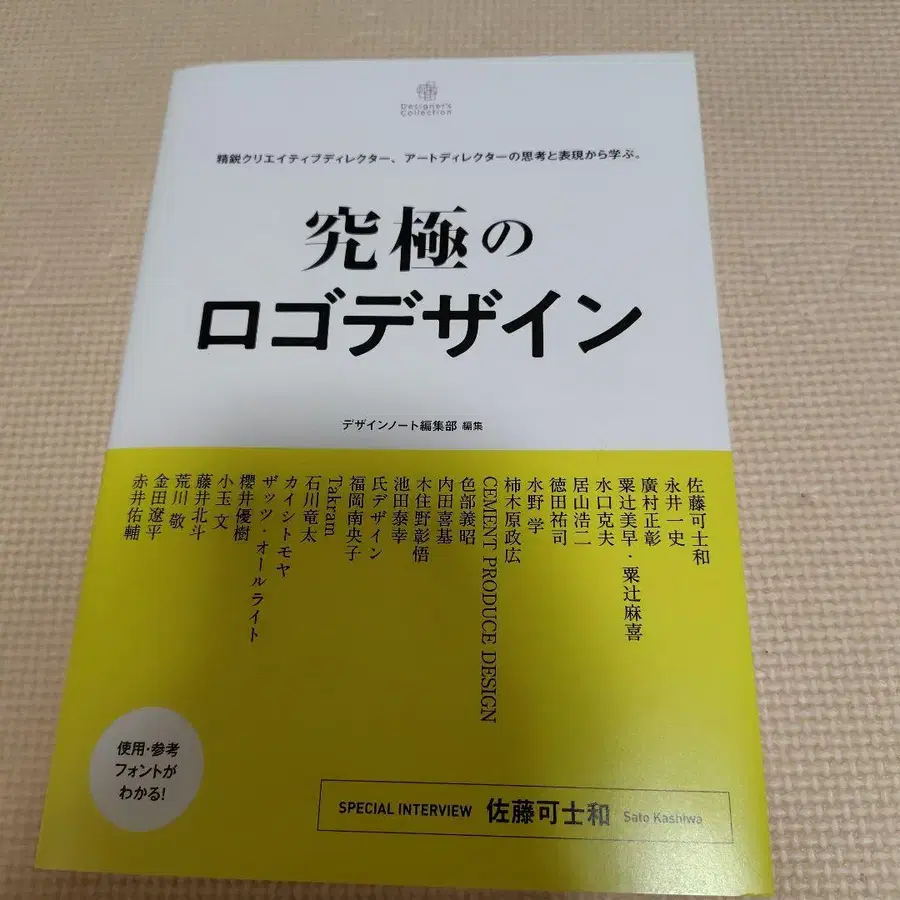 Designer's
Collection
精鋭クリエイティブディレクター、アートディレクターの思考と表現から学ぶ。
究極の
ロゴデザイン
デザインノート編集部 編集
佐藤可士和
永井一史
廣村正彰
粟辻美早・粟辻麻喜
水口克夫
居山浩二
徳田祐司
水野 学
柿木原政広
CEMENT PRODUCE DESIGN
色部義昭
内田喜基
木住野彰悟
池田泰幸
氏デザイン
福岡南央子
Takram
石川竜太
カイシトモヤ
ザッツ・オールライト
櫻井優樹
小玉 文
藤井北斗
荒川 敬
金田遼平
赤井佑輔
使用・参考
フォントが
わかる!
SPECIAL INTERVIEW 佐藤可士和 Sato Kashiwa